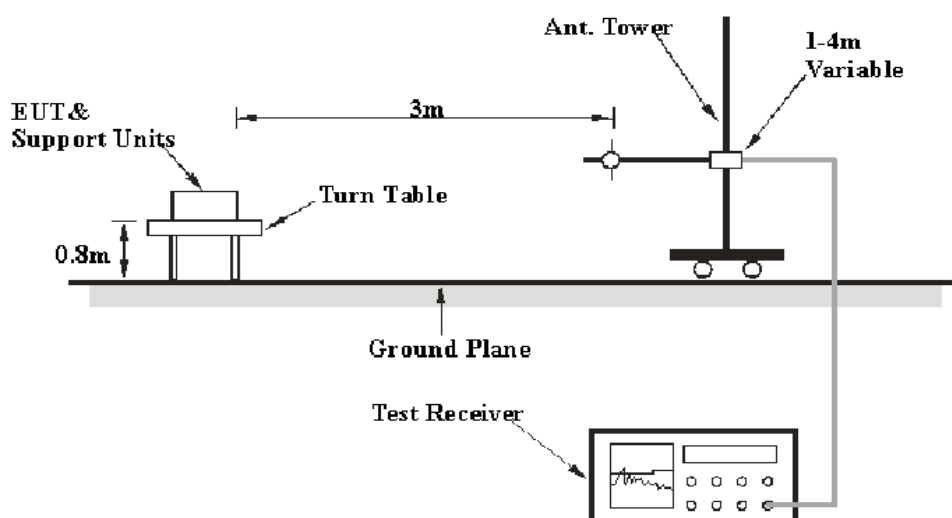 Ant. Tower
1-4m
Variable
EUT&
Support Units
3m
Turn Table
0.8m
Ground Plane
Test Receiver